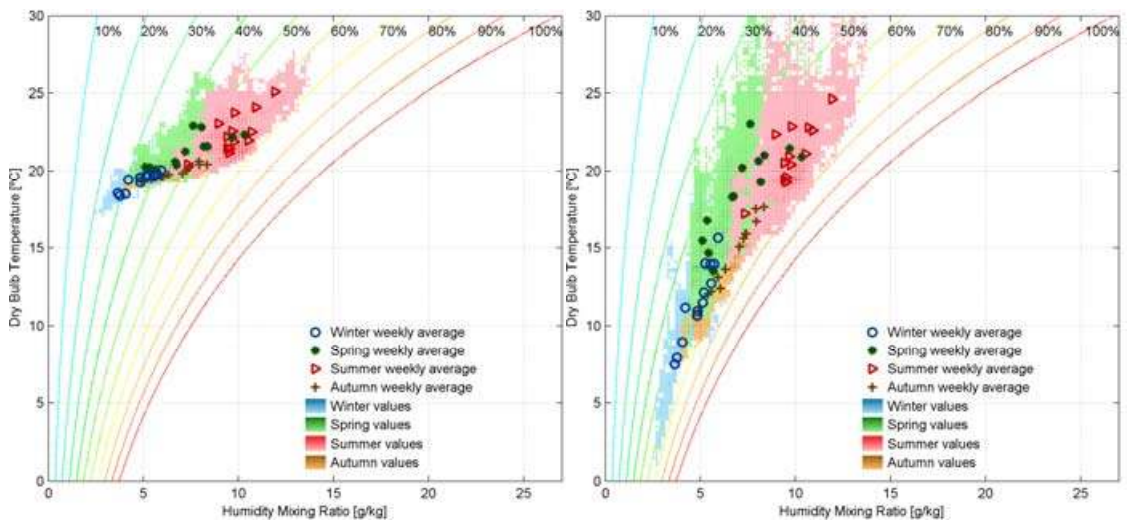 30
10% 20% 30% 40% 50% 60% 70% 80% 90% 100%
25
20
15
10
5
0
Dry Bulb Temperature [ºC]
Winter weekly average
Spring weekly average
Summer weekly average
Autumn weekly average
Winter values
Spring values
Summer values
Autumn values
0 5 10 15 20 25
Humidity Mixing Ratio [g/kg]
30
10% 20% 30% 40% 50% 60% 70% 80% 90% 100%
25
20
15
10
5
0
Dry Bulb Temperature [ºC]
Winter weekly average
Spring weekly average
Summer weekly average
Autumn weekly average
Winter values
Spring values
Summer values
Autumn values
0 5 10 15 20 25
Humidity Mixing Ratio [g/kg]